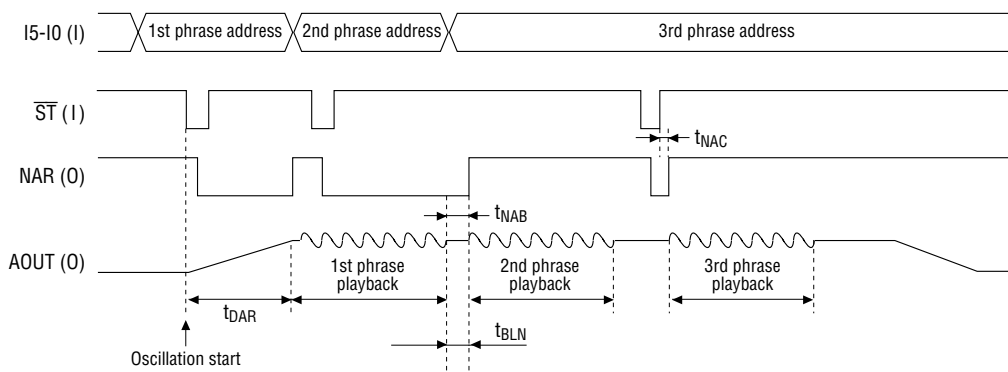 I5-I0 (I)
1st phrase address
2nd phrase address
3rd phrase address
ST (I)
tNAC
NAR (O)
tNAB
AOUT (O)
1st phrase
playback
2nd phrase
playback
3rd phrase
playback
tDAR
tBLN
Oscillation start